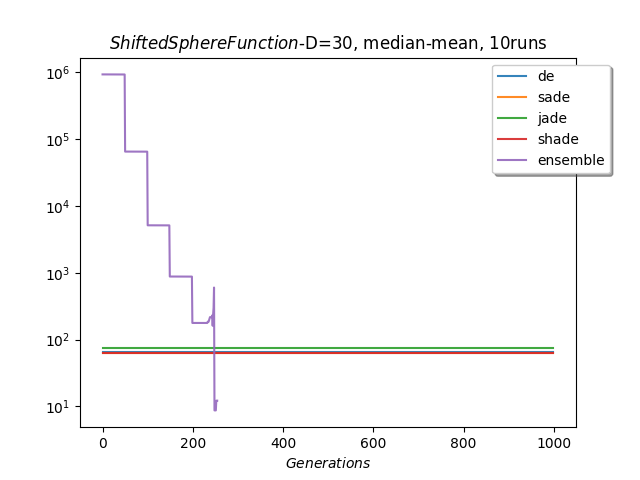 ShiftedSphereFunction-D=30, median-mean, 10runs
de
sade
jade
shade
ensemble
10^6
10^5
10^4
10^3
10^2
10^1
0 200 400 600 800 1000
Generations